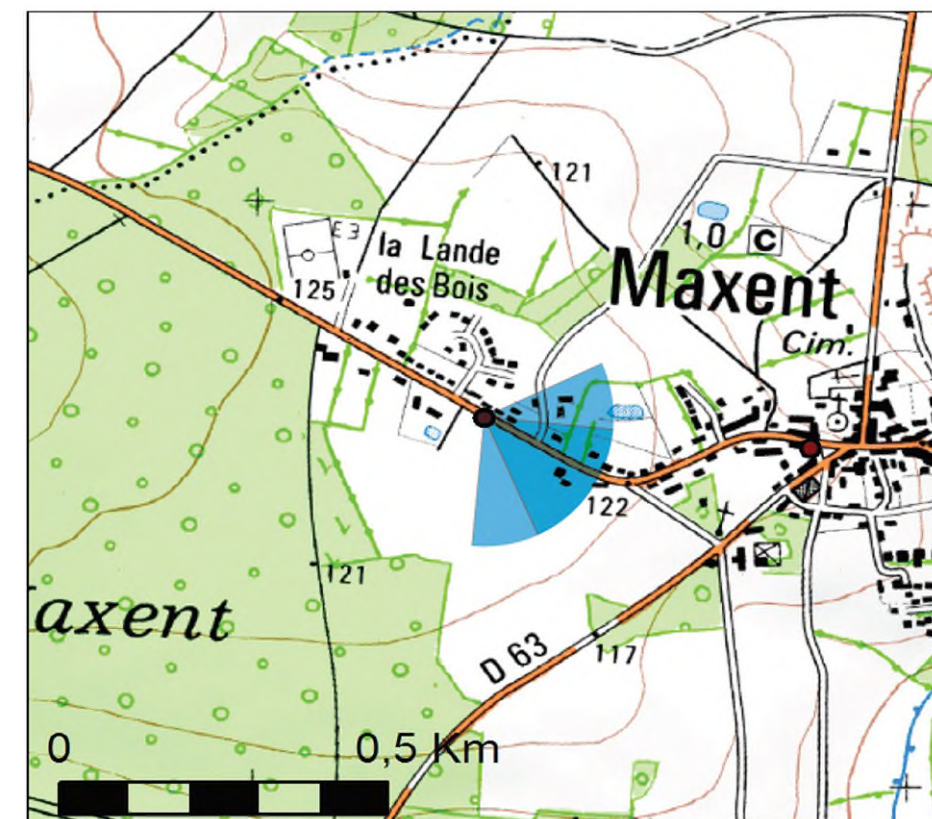 121
1,0 C
E 3
la Lande
des Bois
Maxent
125
Cim.
122
121
axent
D 63
117
0 0,5 Km